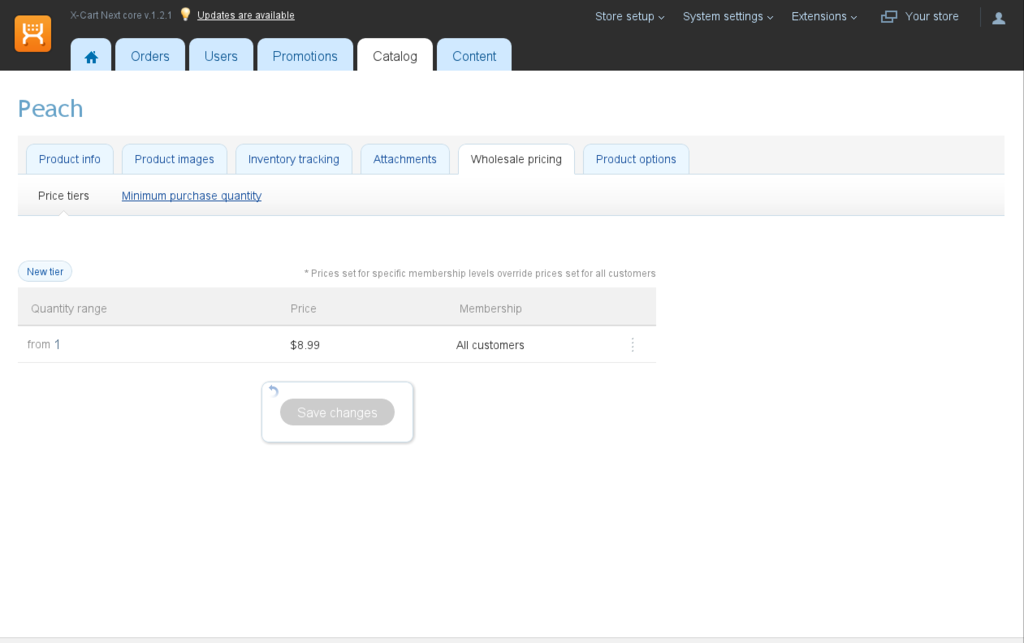 X-Cart Next core v.1.2.1 Updates are available
Store setup System settings Extensions Your store
Orders Users Promotions Catalog Content
Peach
Product info Product images Inventory tracking Attachments Wholesale pricing Product options
Price tiers Minimum purchase quantity
New tier * Prices set for specific membership levels override prices set for all customers
Quantity range Price Membership
from 1 $8.99 All customers
Save changes